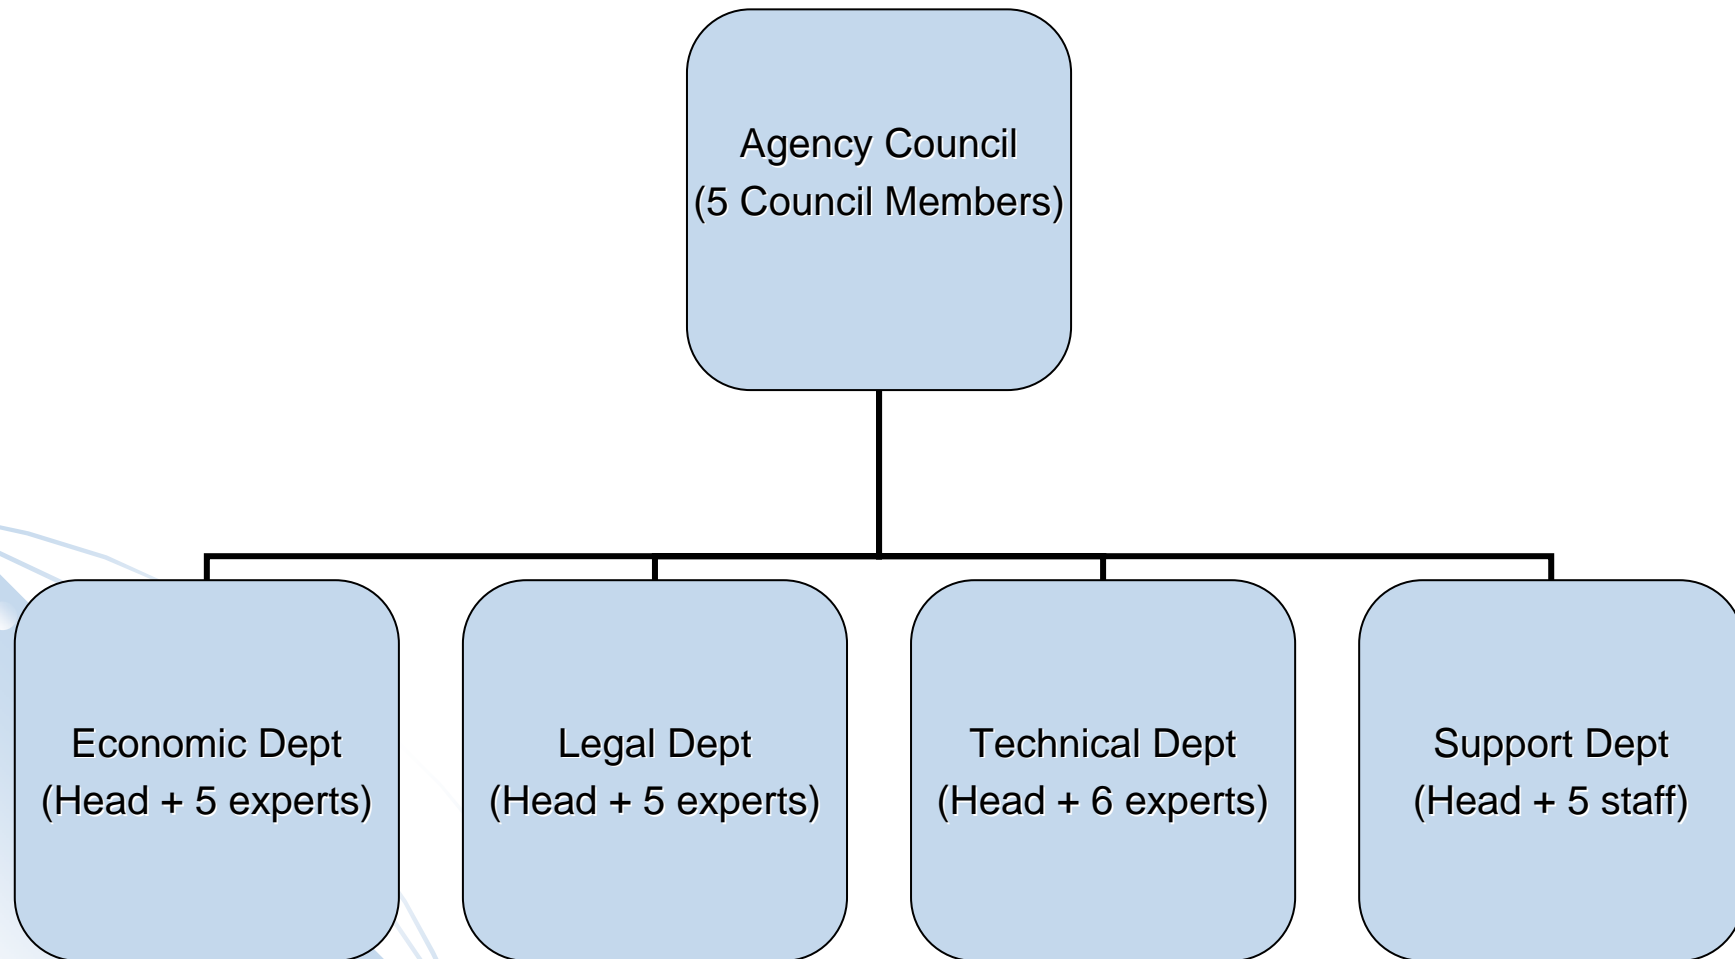 Agency Council
(5 Council Members)
Economic Dept
(Head + 5 experts)
Legal Dept
(Head + 5 experts)
Technical Dept
(Head + 6 experts)
Support Dept
(Head + 5 staff)